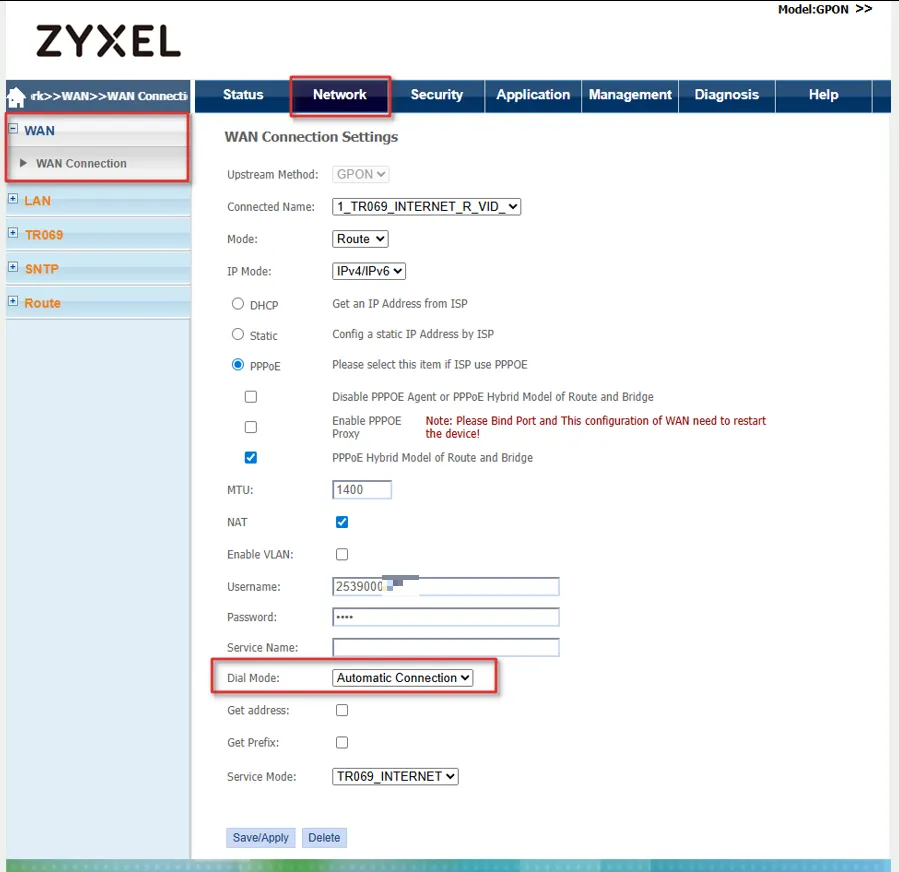 Model:GPON >>
ZYXEL
rk>>WAN>>WAN Connecti
Status Network Security Application Management Diagnosis Help
WAN
WAN Connection
LAN
TR069
SNTP
Route
WAN Connection Settings
Upstream Method: GPON
Connected Name: 1_TR069_INTERNET_R_VID_
Mode: Route
IP Mode: IPv4/IPv6
DHCP Get an IP Address from ISP
Static Config a static IP Address by ISP
PPPoE Please select this item if ISP use PPPOE
Disable PPPOE Agent or PPPoE Hybrid Model of Route and Bridge
Enable PPPOE Proxy
Note: Please Bind Port and This configuration of WAN need to restart
the device!
PPPoE Hybrid Model of Route and Bridge
MTU: 1400
NAT
Enable VLAN:
Username: 2539000
Password: ••••
Service Name:
Dial Mode: Automatic Connection
Get address:
Get Prefix:
Service Mode: TR069_INTERNET
Save/Apply Delete